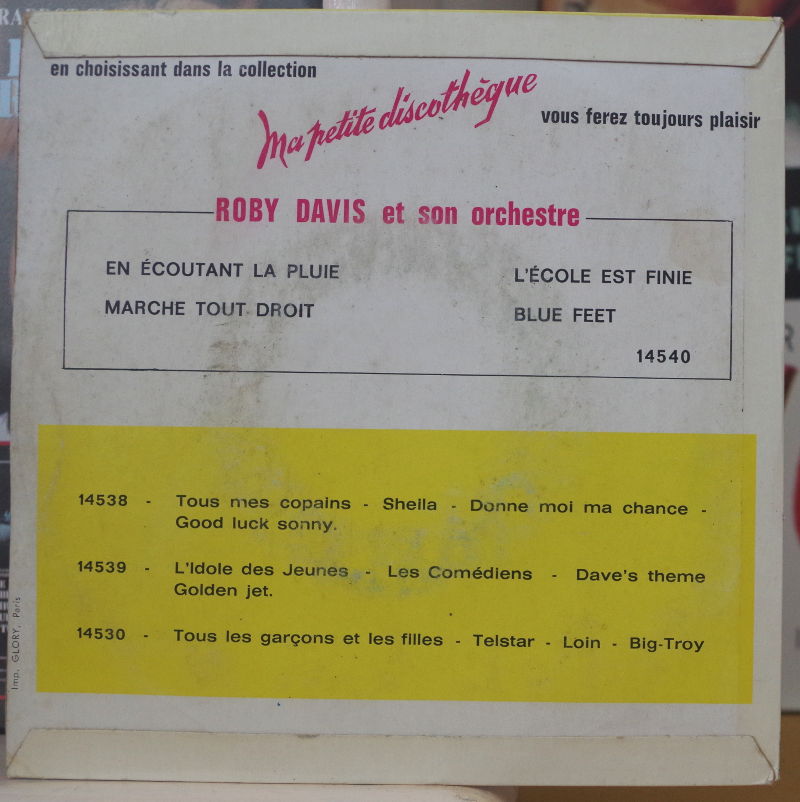 en choisissant dans la collection
Ma petite discothèque
vous ferez toujours plaisir
ROBY DAVIS et son orchestre
EN ÉCOUTANT LA PLUIE
L'ÉCOLE EST FINIE
MARCHE TOUT DROIT
BLUE FEET
14540
14538 - Tous mes copains - Sheila - Donne moi ma chance -
Good luck sonny.
14539 - L'Idole des Jeunes - Les Comédiens - Dave's theme
Golden jet.
14530 - Tous les garçons et les filles - Telstar - Loin - Big-Troy
Imp. GLORY, Paris